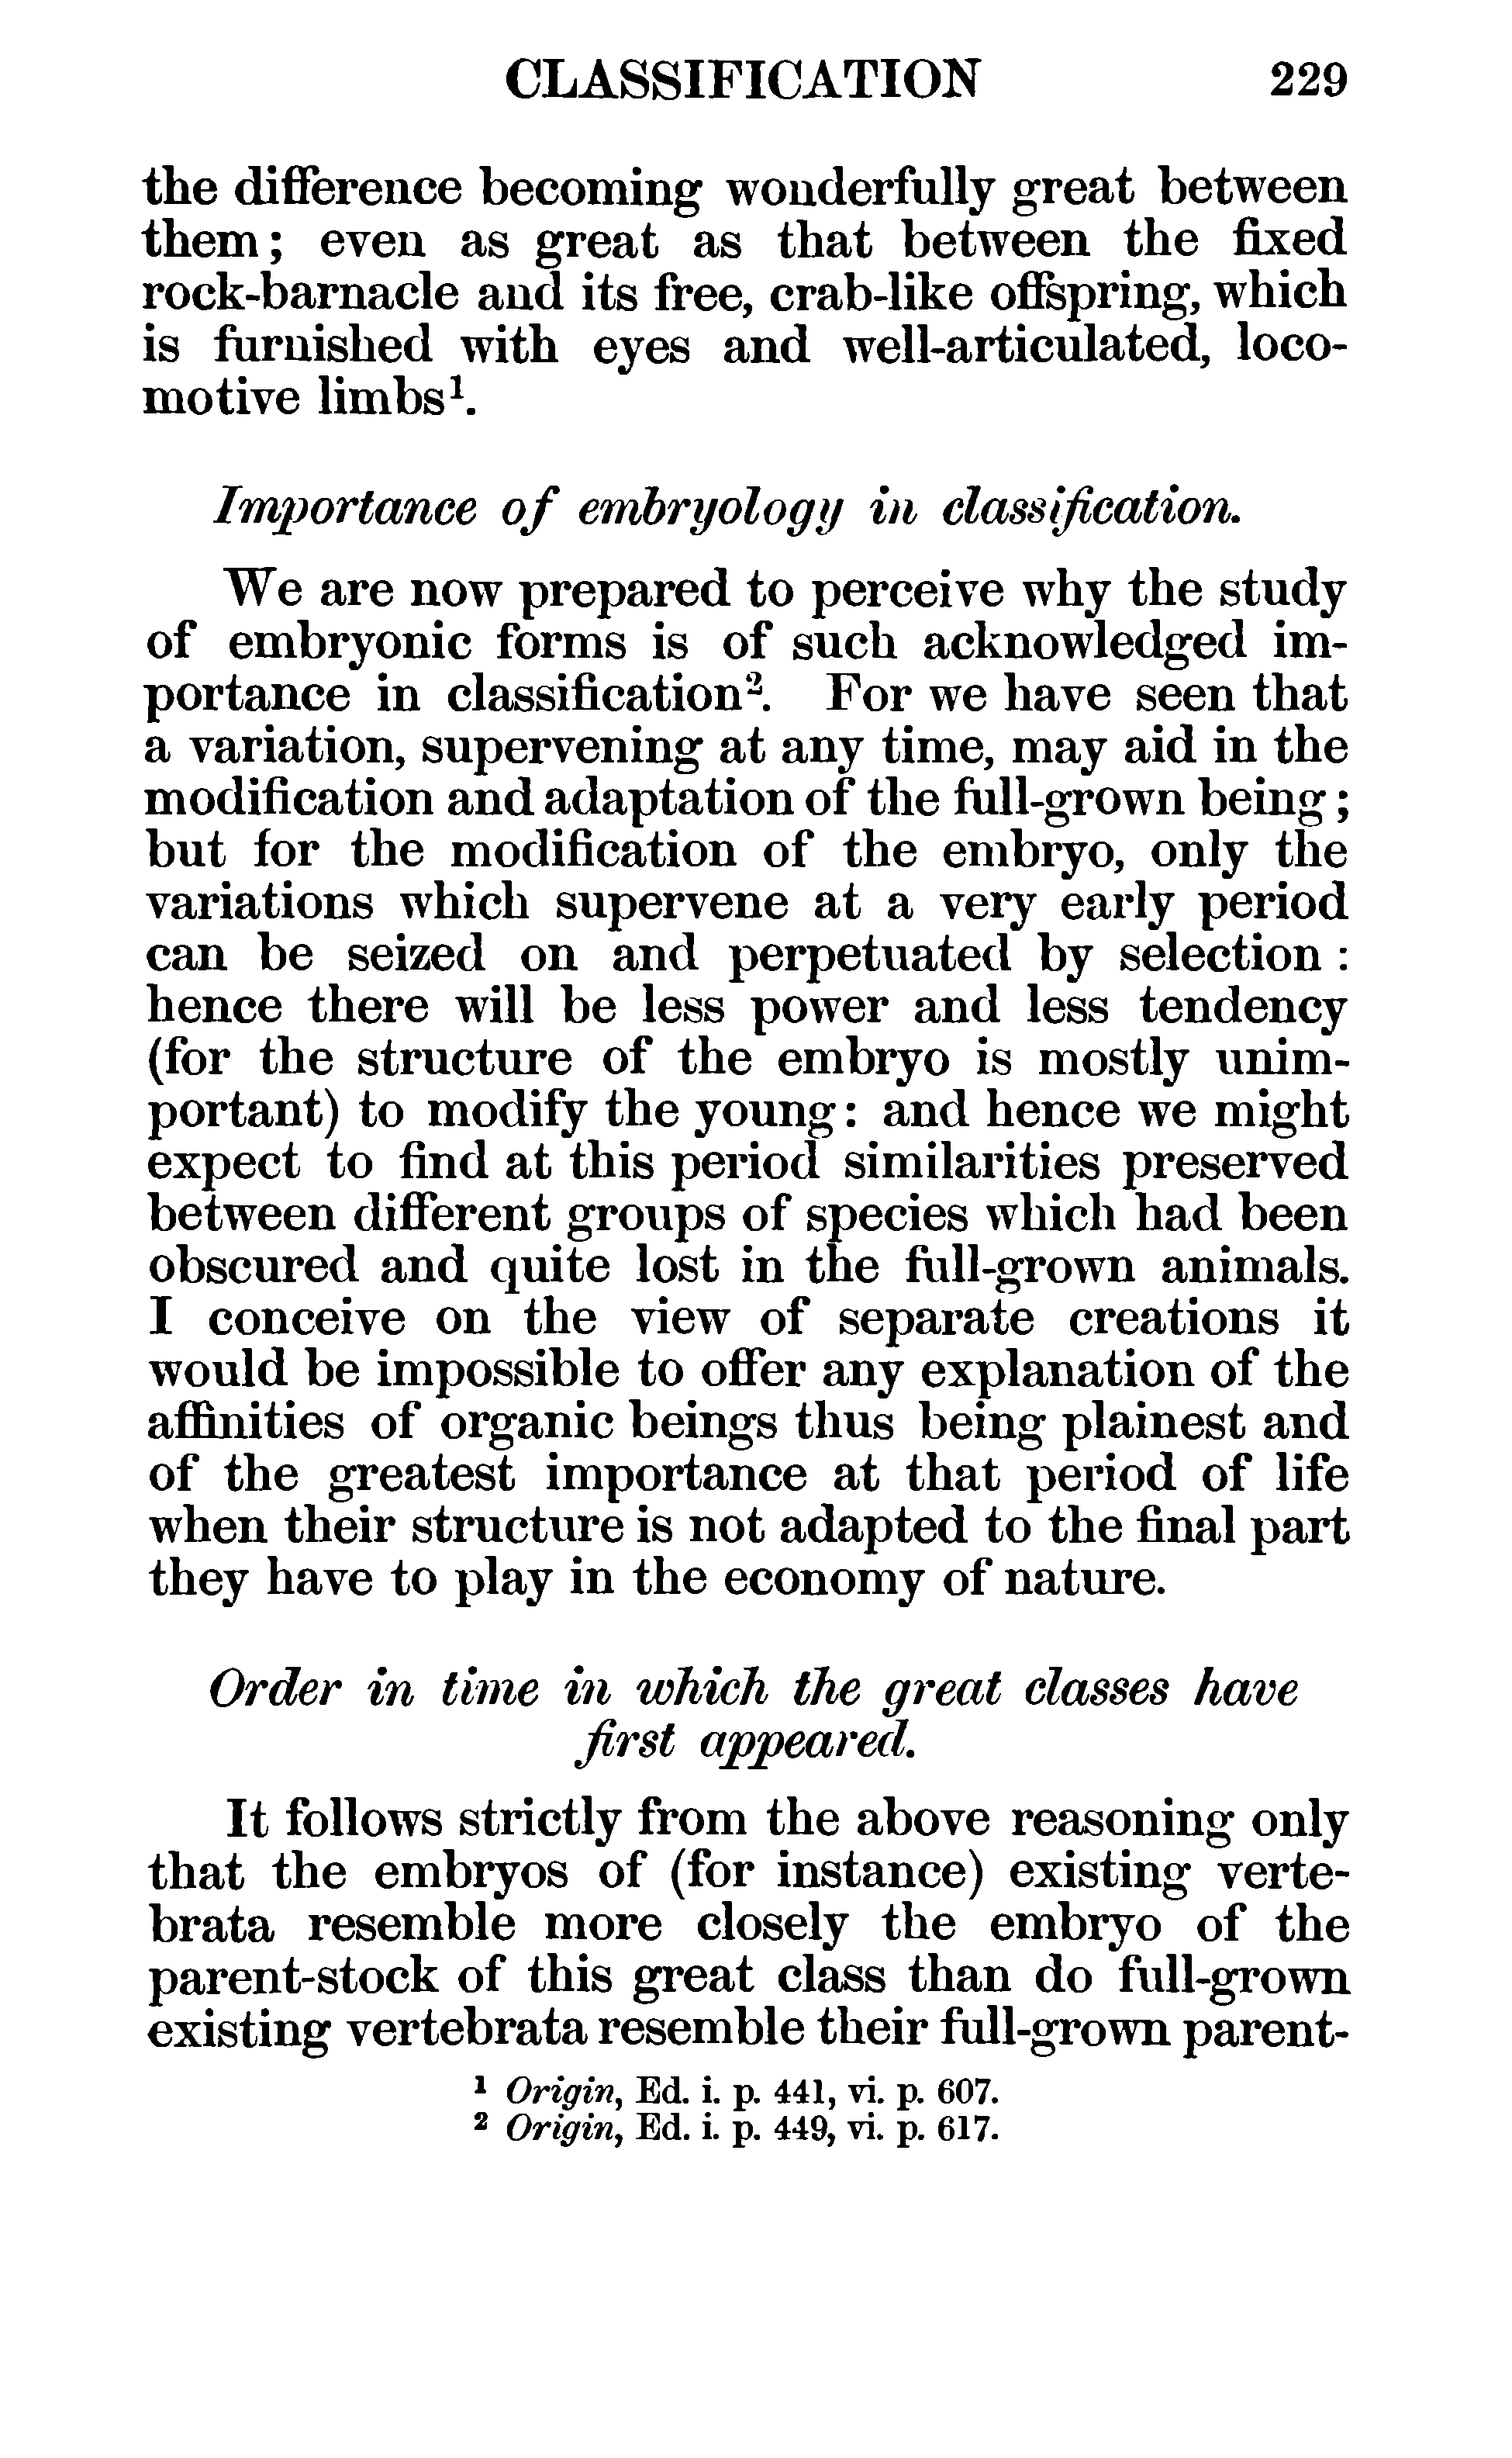 CLASSIFICATION 229
the difference becoming wonderfully great between
them; even as great as that between the fixed
rock-barnacle and its free, crab-like offspring, which
is furnished with eyes and well-articulated, loco-
motive limbs¹.
Importance of embryology in classification.
We are now prepared to perceive why the study
of embryonic forms is of such acknowledged im-
portance in classification². For we have seen that
a variation, supervening at any time, may aid in the
modification and adaptation of the full-grown being;
but for the modification of the embryo, only the
variations which supervene at a very early period
can be seized on and perpetuated by selection:
hence there will be less power and less tendency
(for the structure of the embryo is mostly unim-
portant) to modify the young: and hence we might
expect to find at this period similarities preserved
between different groups of species which had been
obscured and quite lost in the full-grown animals.
I conceive on the view of separate creations it
would be impossible to offer any explanation of the
affinities of organic beings thus being plainest and
of the greatest importance at that period of life
when their structure is not adapted to the final part
they have to play in the economy of nature.
Order in time in which the great classes have
first appeared.
It follows strictly from the above reasoning only
that the embryos of (for instance) existing verte-
brata resemble more closely the embryo of the
parent-stock of this great class than do full-grown
existing vertebrata resemble their full-grown parent-
¹ Origin, Ed. i. p. 441, vi. p. 607.
² Origin, Ed. i. p. 449, vi. p. 617.